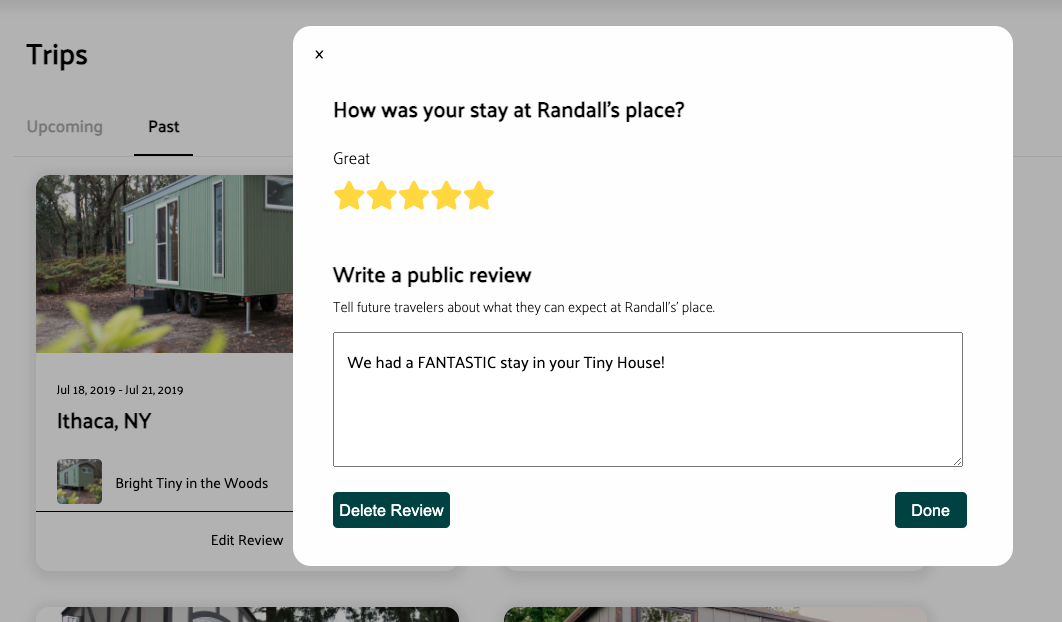 Trips
Upcoming
Past
Jul 18, 2019 - Jul 21, 2019
Ithaca, NY
Bright Tiny in the Woods
Edit Review
x
How was your stay at Randall's place?
Great
Write a public review
Tell future travelers about what they can expect at Randall's' place.
We had a FANTASTIC stay in your Tiny House!
Delete Review
Done